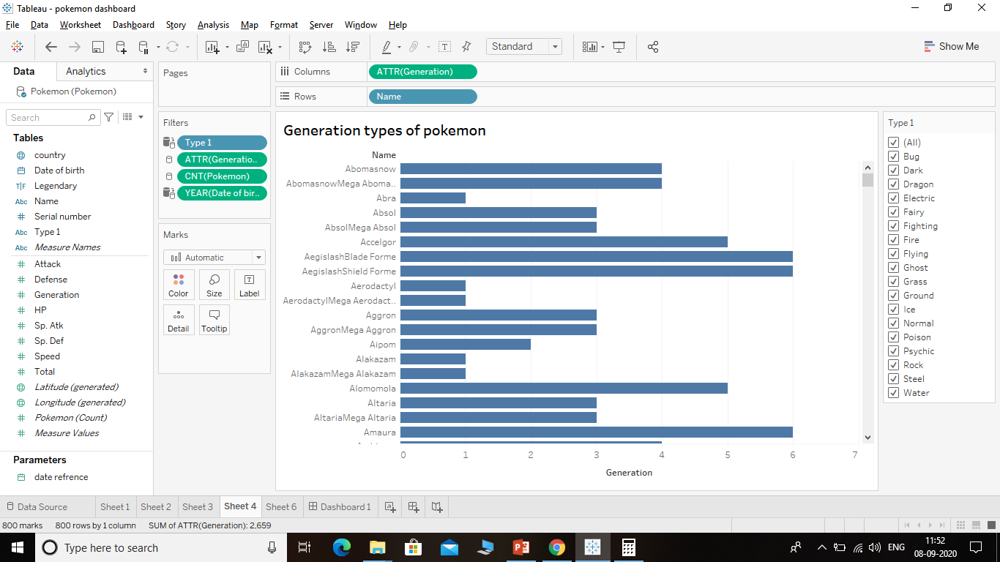 Tableau - pokemon dashboard
File Data Worksheet Dashboard Story Analysis Map Format Server Window Help
Standard
Show Me
Data Analytics
Pokemon (Pokemon)
Search
Tables
country
Date of birth
T|F Legendary
Abc Name
# Serial number
Abc Type 1
Abc Measure Names
# Attack
# Defense
# Generation
# HP
# Sp. Atk
# Sp. Def
# Speed
# Total
Latitude (generated)
Longitude (generated)
# Pokemon (Count)
# Measure Values
Parameters
date refrence
Pages
Filters
Type 1
ATTR(Generatio..
CNT(Pokemon)
YEAR(Date of bir..
Marks
Automatic
Color Size T Label
Detail Tooltip
Columns ATTR(Generation)
Rows Name
Generation types of pokemon
Name
Abomasnow
AbomasnowMega Aboma..
Abra
Absol
AbsolMega Absol
Accelgor
AegislashBlade Forme
AegislashShield Forme
Aerodactyl
AerodactylMega Aerodact..
Aggron
AggronMega Aggron
Aipom
Alakazam
AlakazamMega Alakazam
Alomomola
Altaria
AltariaMega Altaria
Amaura
0 1 2 3 4 5 6 7
Generation
Type 1
(All)
Bug
Dark
Dragon
Electric
Fairy
Fighting
Fire
Flying
Ghost
Grass
Ground
Ice
Normal
Poison
Psychic
Rock
Steel
Water
Data Source Sheet 1 Sheet 2 Sheet 3 Sheet 4 Sheet 6 Dashboard 1
800 marks 800 rows by 1 column SUM of ATTR(Generation): 2,659
Type here to search
ENG
11:52
08-09-2020